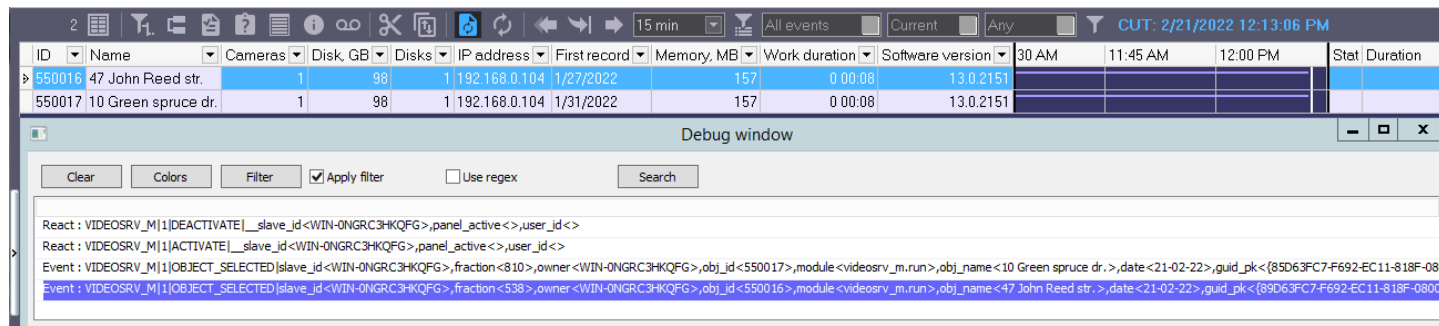 2 15 min All events Current Any CUT: 2/21/2022 12:13:06 PM
ID Name Cameras Disk, GB Disks IP address First record Memory, MB Work duration Software version 30 AM 11:45 AM 12:00 PM Stat Duration
550016 47 John Reed str. 1 98 1 192.168.0.104 1/27/2022 157 0 00:08 13.0.2151
550017 10 Green spruce dr. 1 98 1 192.168.0.104 1/31/2022 157 0 00:08 13.0.2151
Debug window
Clear Colors Filter Apply filter Use regex Search
React : VIDEOSRV_M|1|DEACTIVATE|__slave_id<WIN-0NGRC3HKQFG>,panel_active<>,user_id<>
React : VIDEOSRV_M|1|ACTIVATE|__slave_id<WIN-0NGRC3HKQFG>,panel_active<>,user_id<>
Event : VIDEOSRV_M|1|OBJECT_SELECTED|slave_id<WIN-0NGRC3HKQFG>,fraction<810>,owner<WIN-0NGRC3HKQFG>,obj_id<550017>,module<videosrv_m.run>,obj_name<10 Green spruce dr.>,date<21-02-22>,guid_pk<{85D63FC7-F692-EC11-818F-08
Event : VIDEOSRV_M|1|OBJECT_SELECTED|slave_id<WIN-0NGRC3HKQFG>,fraction<538>,owner<WIN-0NGRC3HKQFG>,obj_id<550016>,module<videosrv_m.run>,obj_name<47 John Reed str.>,date<21-02-22>,guid_pk<{89D63FC7-F692-EC11-818F-0800